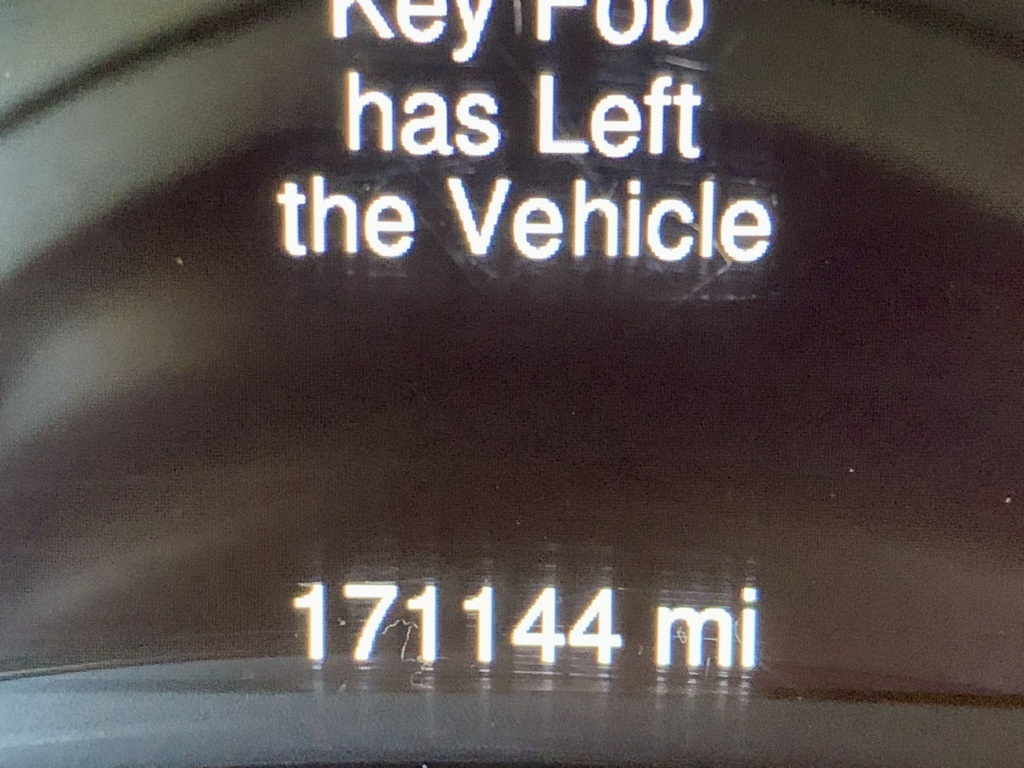 Key Fob
has Left
the Vehicle
171144 mi